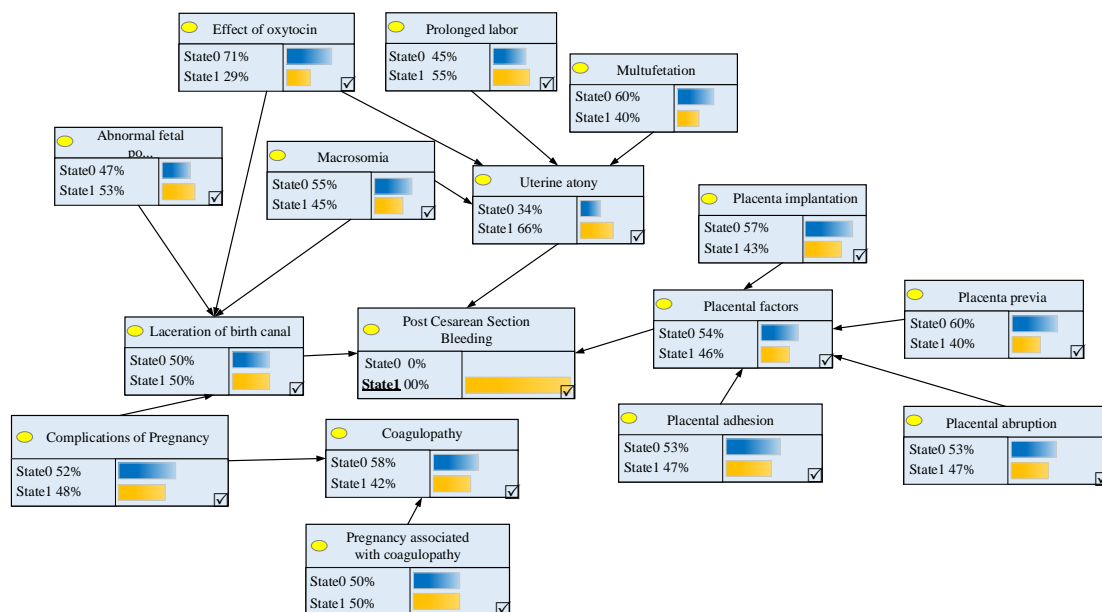 Effect of oxytocin
State0 71%
State1 29%
Prolonged labor
State0 45%
State1 55%
Multufetation
State0 60%
State1 40%
Abnormal fetal
po...
State0 47%
State1 53%
Macrosomia
State0 55%
State1 45%
Uterine atony
State0 34%
State1 66%
Placenta implantation
State0 57%
State1 43%
Laceration of birth canal
State0 50%
State1 50%
Post Cesarean Section
Bleeding
State0 0%
State1 00%
Placental factors
State0 54%
State1 46%
Placenta previa
State0 60%
State1 40%
Complications of Pregnancy
State0 52%
State1 48%
Coagulopathy
State0 58%
State1 42%
Placental adhesion
State0 53%
State1 47%
Placental abruption
State0 53%
State1 47%
Pregnancy associated
with coagulopathy
State0 50%
State1 50%